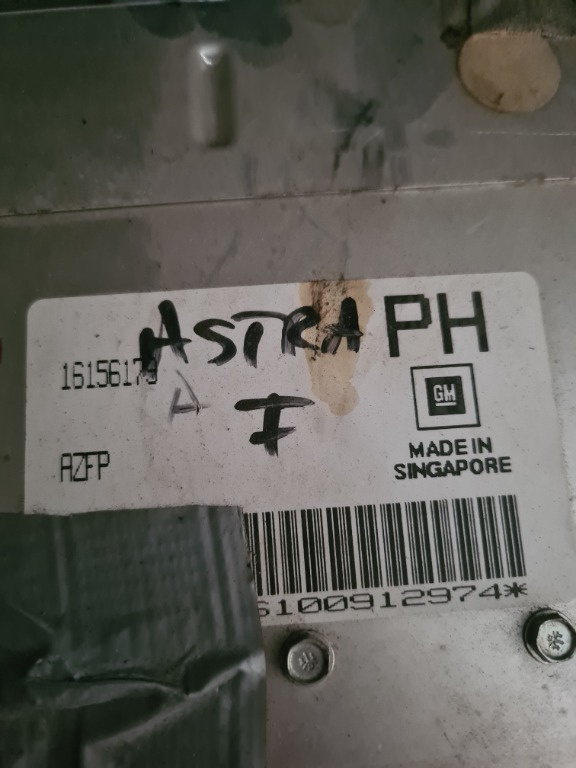 ASTRA PH
16156179
A I
GM
AZFP
MADE IN
SINGAPORE
6100912974*